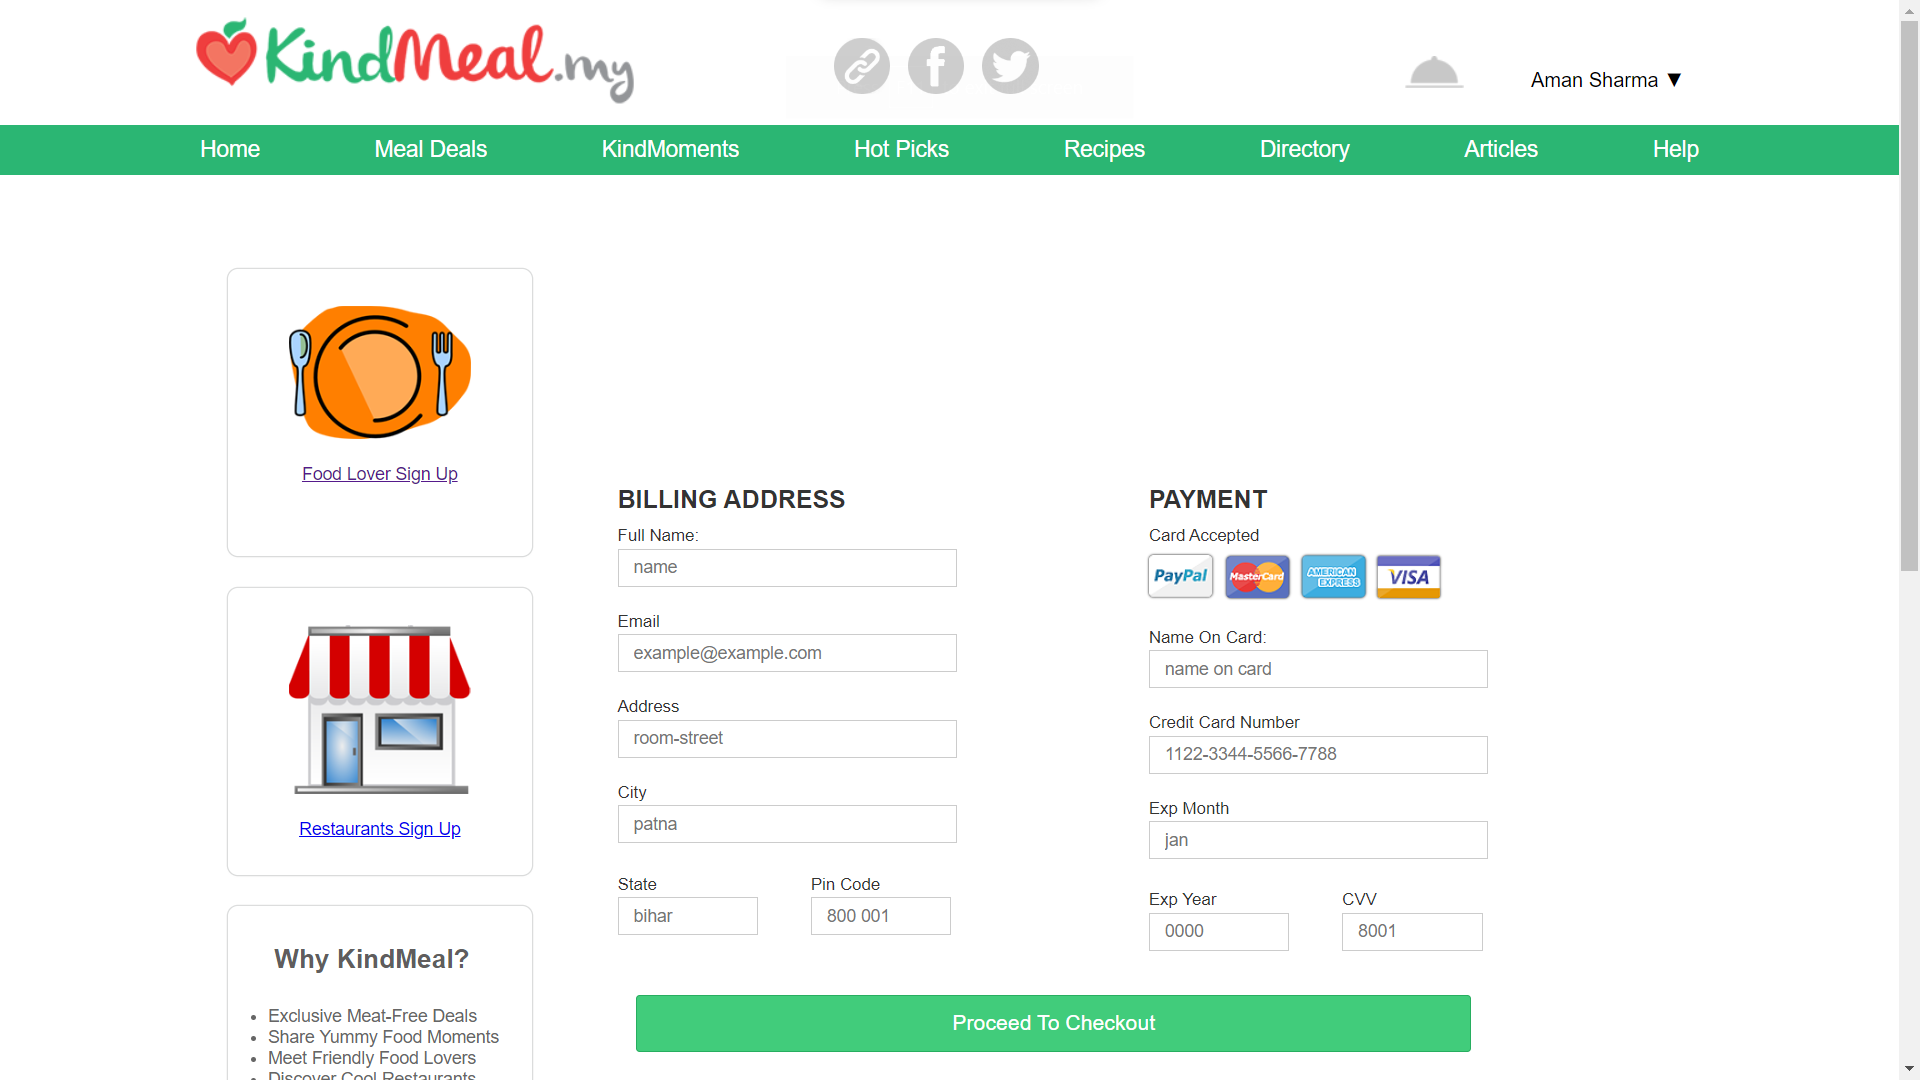 KindMeal.my
Aman Sharma ▼
Home Meal Deals KindMoments Hot Picks Recipes Directory Articles Help
Food Lover Sign Up
Restaurants Sign Up
Why KindMeal?
• Exclusive Meat-Free Deals
• Share Yummy Food Moments
• Meet Friendly Food Lovers
• Discover Cool Restaurants
BILLING ADDRESS
Full Name:
name
Email
example@example.com
Address
room-street
City
patna
State Pin Code
bihar 800 001
PAYMENT
Card Accepted
PayPal MasterCard AMERICAN EXPRESS VISA
Name On Card:
name on card
Credit Card Number
1122-3344-5566-7788
Exp Month
jan
Exp Year CVV
0000 8001
Proceed To Checkout